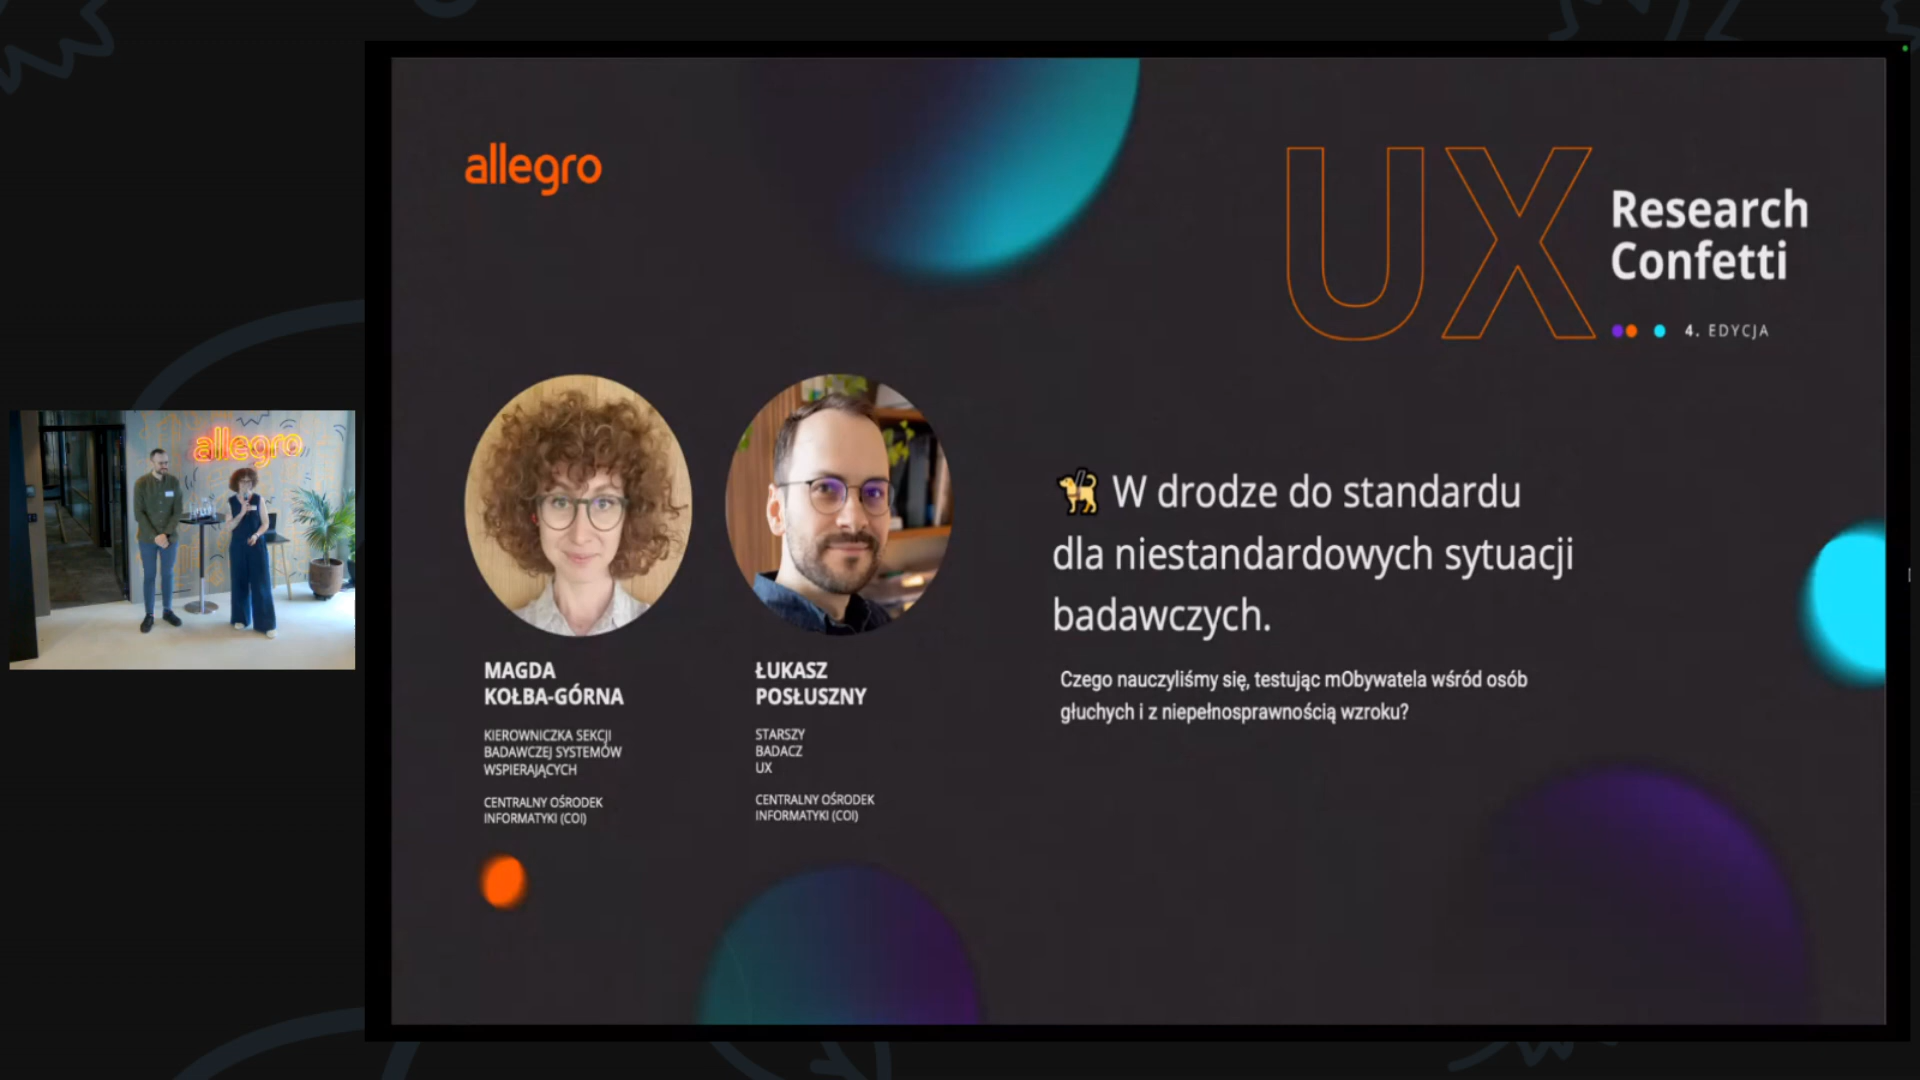 allegro
allegro
UX
Research
Confetti
4. EDYCJA
W drodze do standardu
dla niestandardowych sytuacji
badawczych.
Czego nauczyliśmy się, testując mObywatela wśród osób
głuchych i z niepełnosprawnością wzroku?
MAGDA
KOŁBA-GÓRNA
KIEROWNICZKA SEKCJI
BADAWCZEJ SYSTEMÓW
WSPIERAJĄCYCH
CENTRALNY OŚRODEK
INFORMATYKI (COI)
ŁUKASZ
POSŁUSZNY
STARSZY
BADACZ
UX
CENTRALNY OŚRODEK
INFORMATYKI (COI)